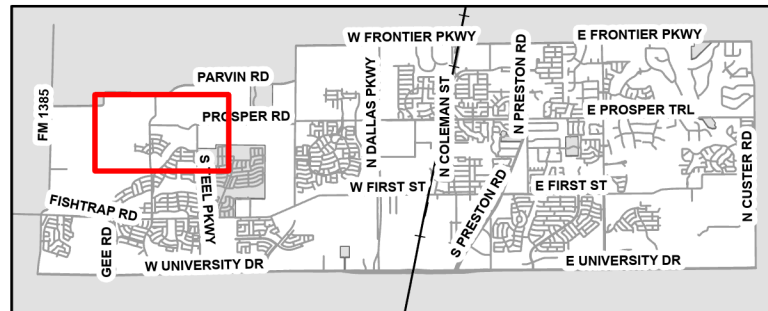 W FRONTIER PKWY
E FRONTIER PKWY
PARVIN RD
FM 1385
PROSPER RD
N DALLAS PKWY
N COLEMAN ST
N PRESTON RD
E PROSPER TRL
S TEEL PKWY
W FIRST ST
E FIRST ST
N CUSTER RD
FISHTRAP RD
GEE RD
S PRESTON RD
W UNIVERSITY DR
E UNIVERSITY DR